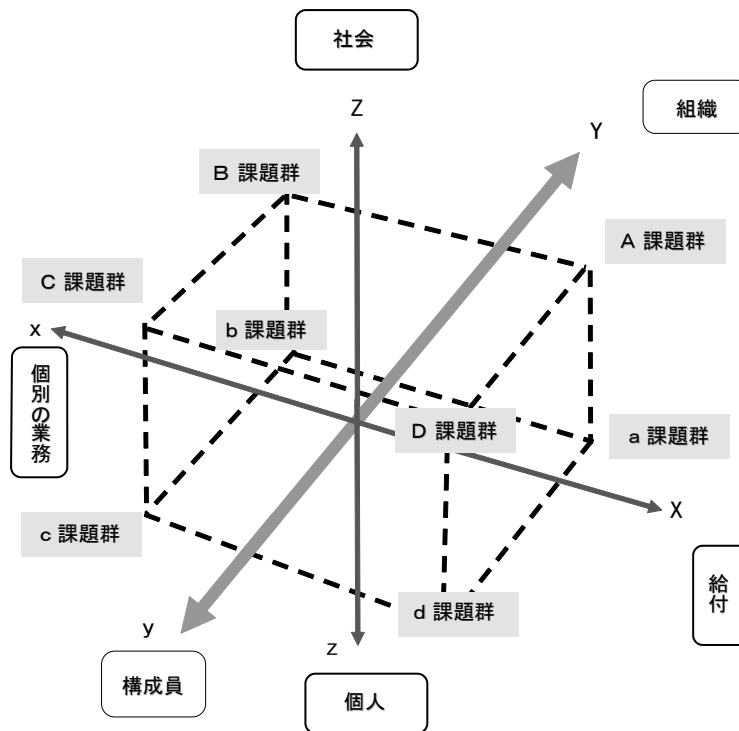 社会
Z
組織
Y
B 課題群
A 課題群
C 課題群
b 課題群
x
個別の業務
D 課題群
a 課題群
X
c 課題群
給付
d 課題群
y
z
構成員
個人